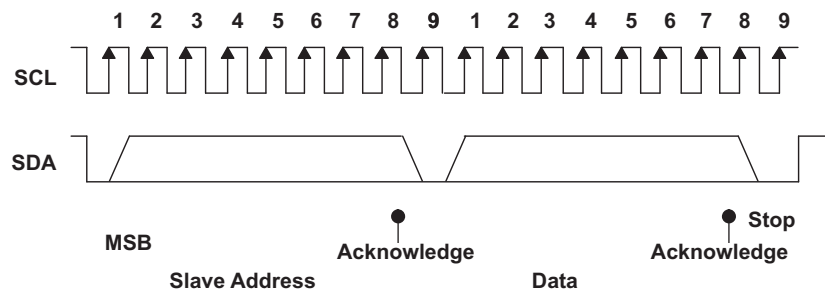 1 2 3 4 5 6 7 8 9 1 2 3 4 5 6 7 8 9
SCL
SDA
Stop
MSB
Acknowledge Acknowledge
Slave Address Data